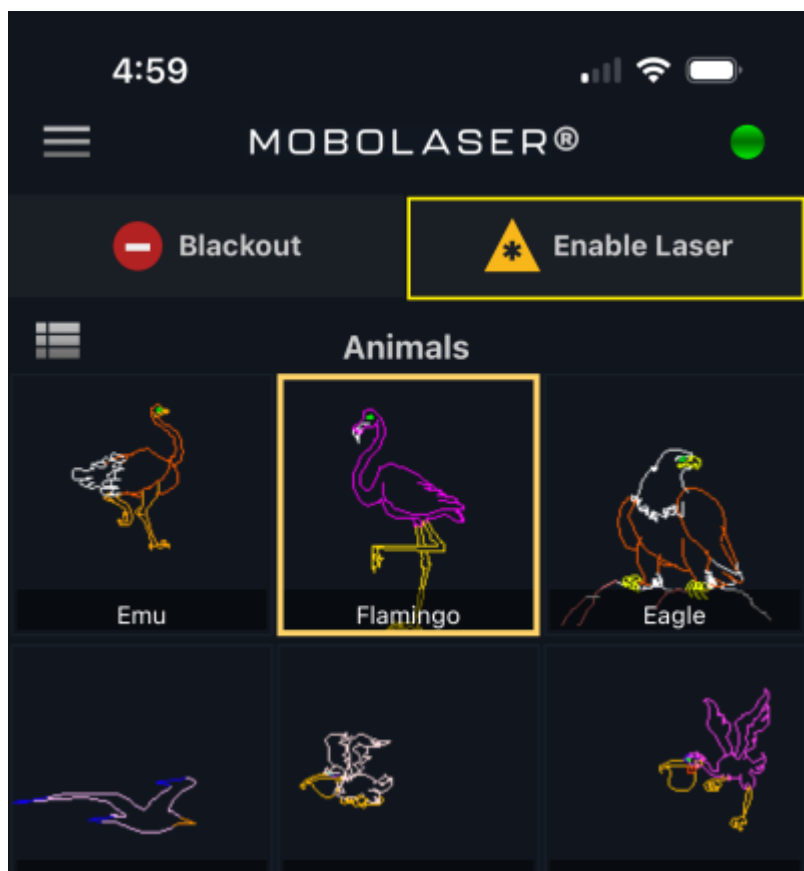 4:59
MOBOLASER®
Blackout
Enable Laser
Animals
Emu
Flamingo
Eagle